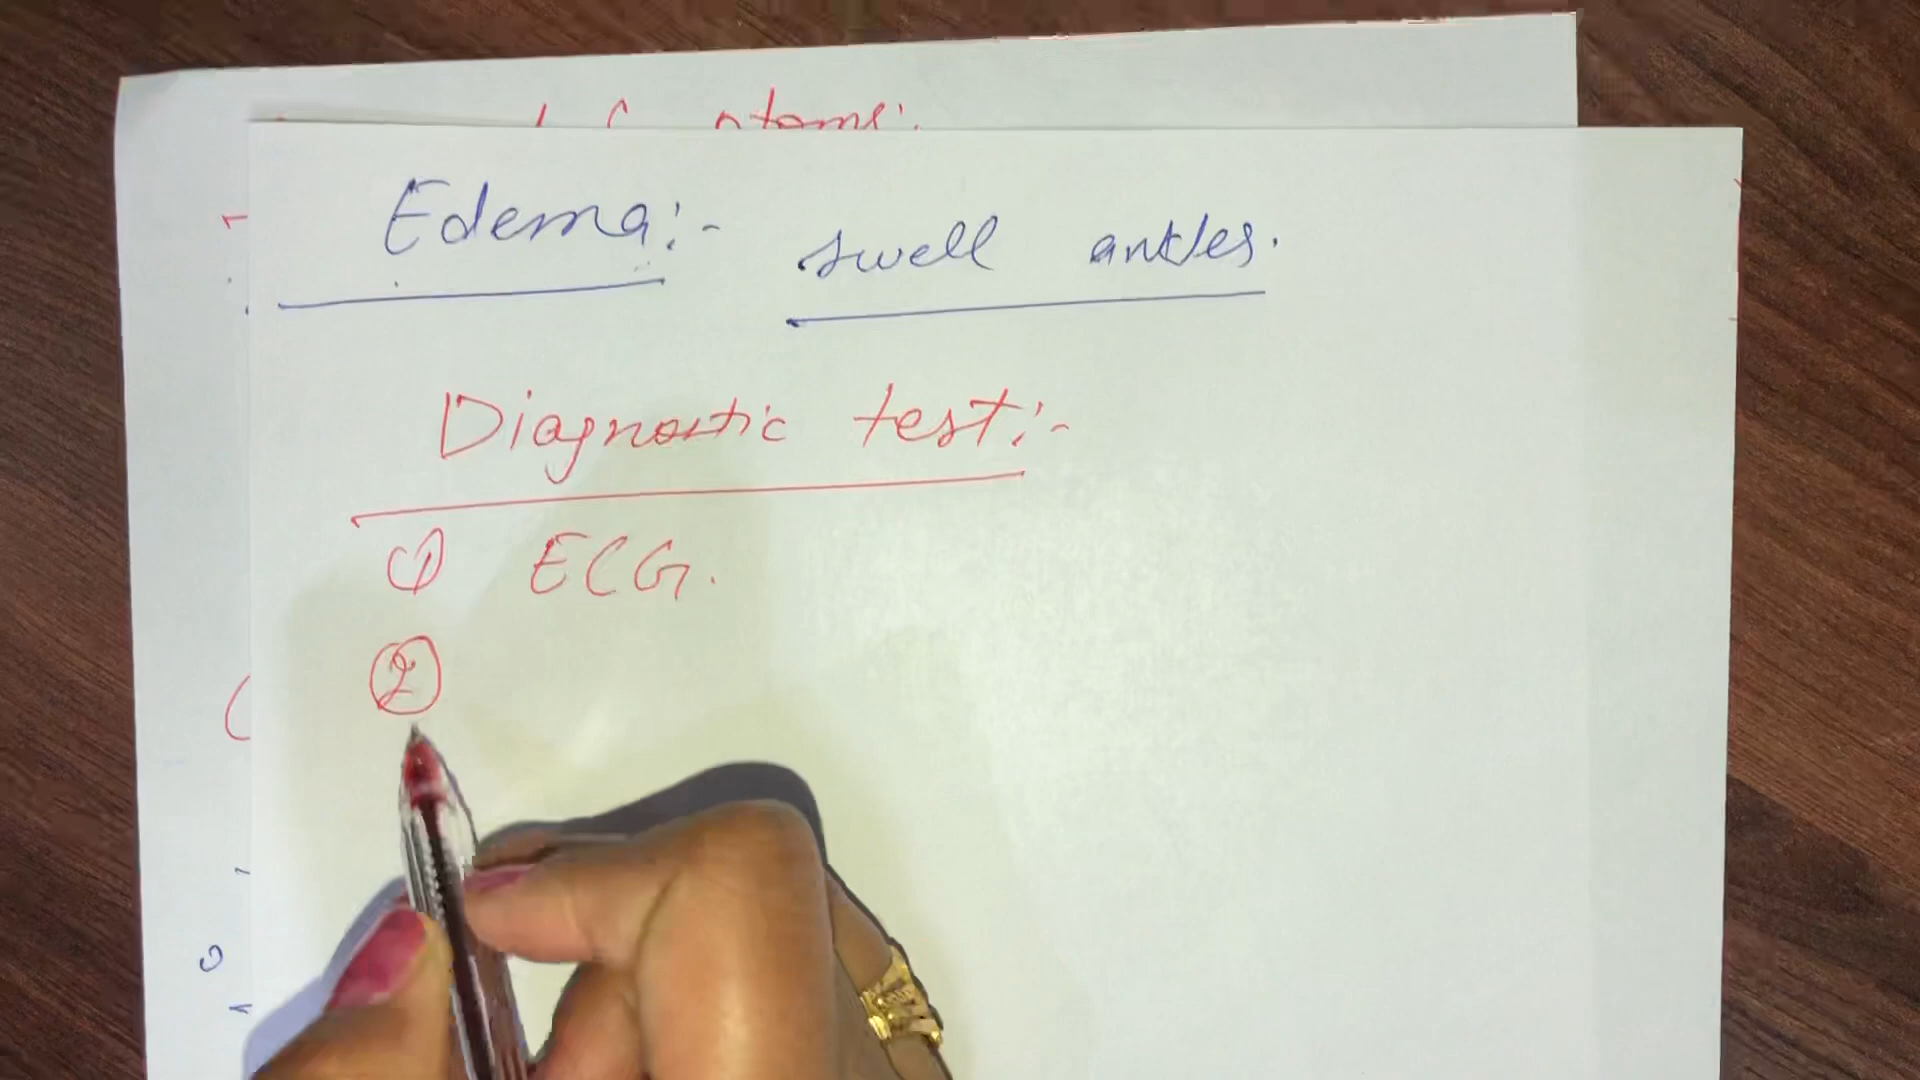 Edema:- swell ankles.
Diagnostic test:-
① ECG.
②